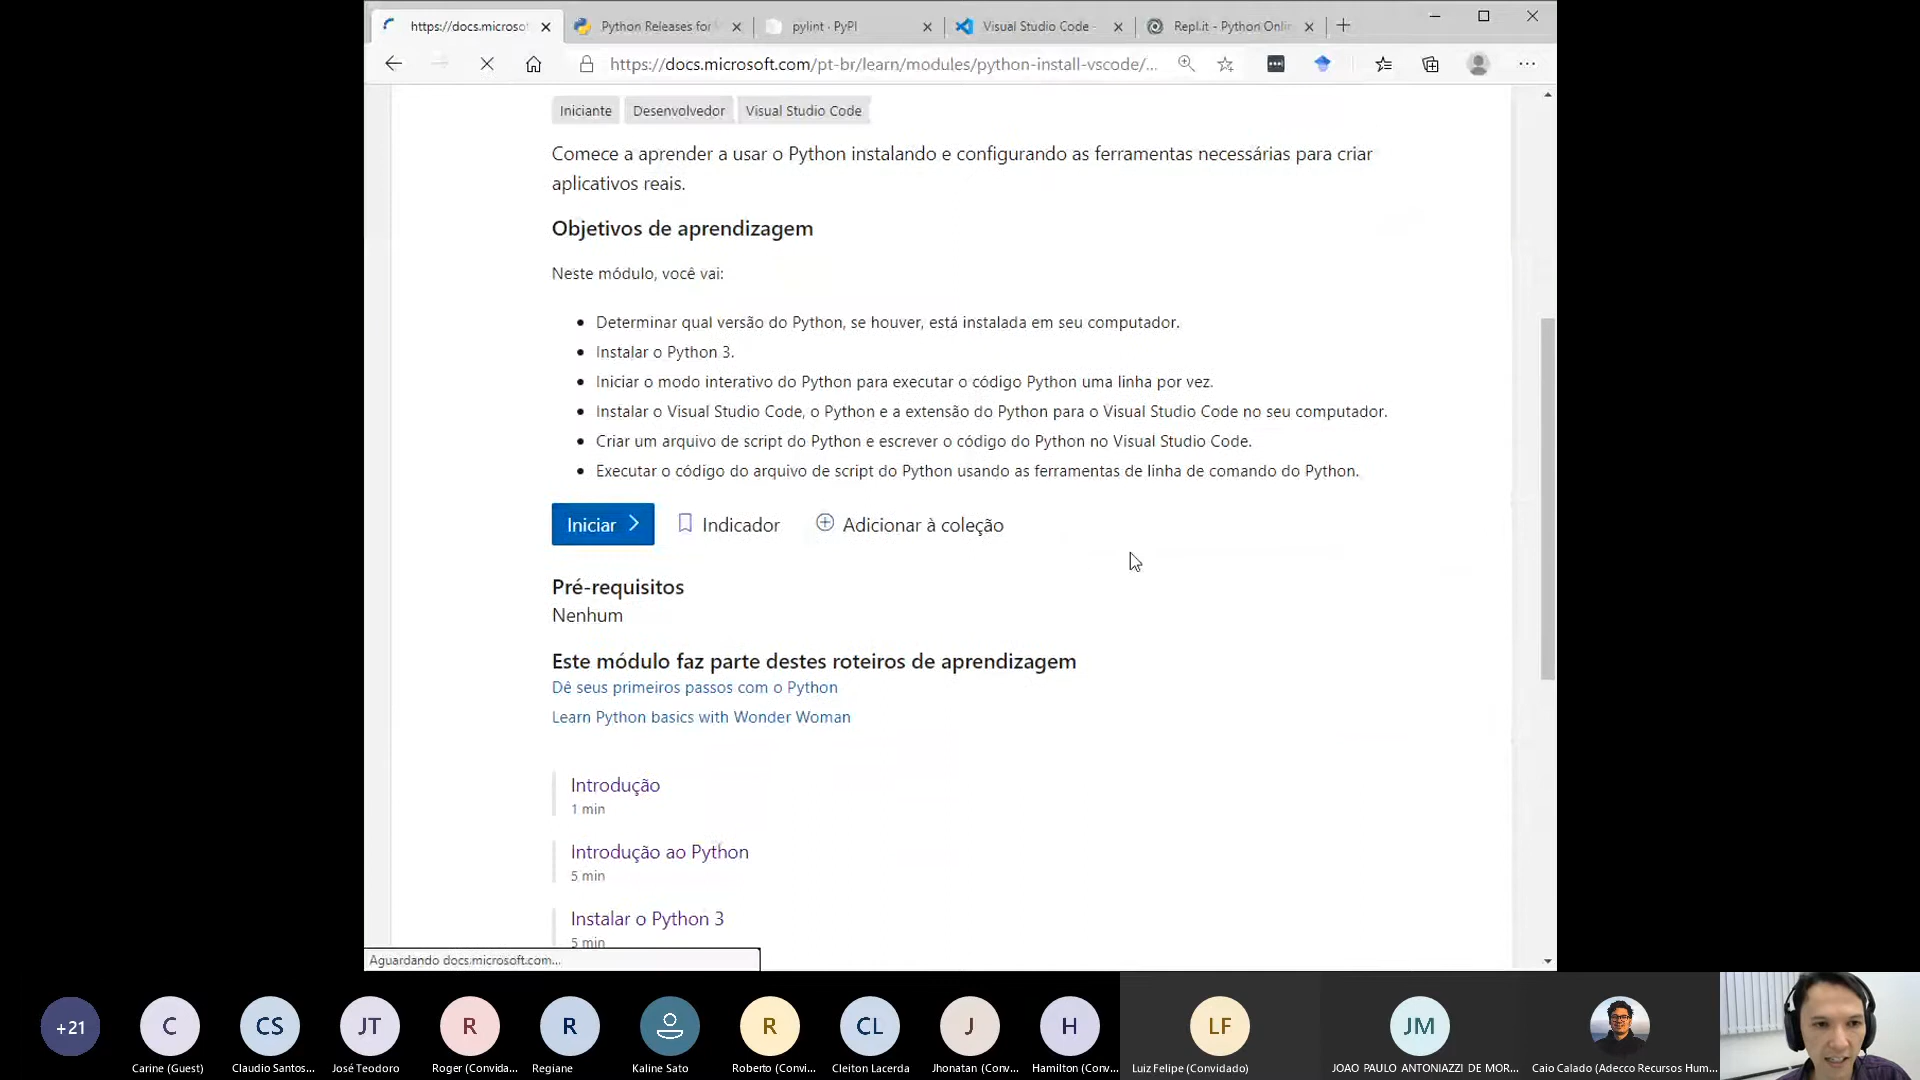 https://docs.microsof
Python Releases for
pylint · PyPI
Visual Studio Code -
Repl.it - Python Onlin
https://docs.microsoft.com/pt-br/learn/modules/python-install-vscode/...
Iniciante
Desenvolvedor
Visual Studio Code
Comece a aprender a usar o Python instalando e configurando as ferramentas necessárias para criar
aplicativos reais.
Objetivos de aprendizagem
Neste módulo, você vai:
Determinar qual versão do Python, se houver, está instalada em seu computador.
Instalar o Python 3.
Iniciar o modo interativo do Python para executar o código Python uma linha por vez.
Instalar o Visual Studio Code, o Python e a extensão do Python para o Visual Studio Code no seu computador.
Criar um arquivo de script do Python e escrever o código do Python no Visual Studio Code.
Executar o código do arquivo de script do Python usando as ferramentas de linha de comando do Python.
Iniciar
Indicador
Adicionar à coleção
Pré-requisitos
Nenhum
Este módulo faz parte destes roteiros de aprendizagem
Dê seus primeiros passos com o Python
Learn Python basics with Wonder Woman
Introdução
1 min
Introdução ao Python
5 min
Instalar o Python 3
5 min
Aguardando docs.microsoft.com...
+21
C
CS
JT
R
R
R
CL
J
H
LF
JM
Carine (Guest)
Claudio Santos...
José Teodoro
Roger (Convida...
Regiane
Kaline Sato
Roberto (Convi...
Cleiton Lacerda
Jhonatan (Conv...
Hamilton (Conv...
Luiz Felipe (Convidado)
JOAO PAULO ANTONIAZZI DE MOR...
Caio Calado (Adecco Recursos Hum...